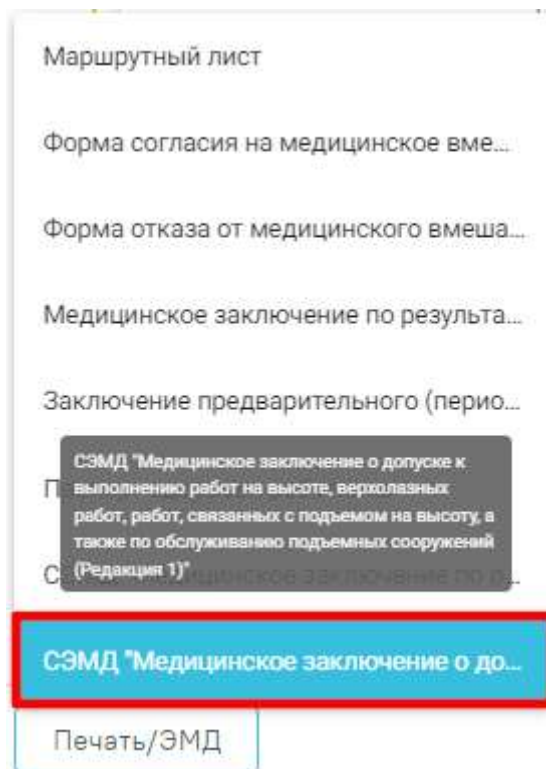 Маршрутный лист
Форма согласия на медицинское вме...
Форма отказа от медицинского вмеша...
Медицинское заключение по результа...
Заключение предварительного (перио...
СЭМД "Медицинское заключение о допуске к
выполнению работ на высоте, верхолазных
работ, работ, связанных с подъемом на высоту, а
также по обслуживанию подъемных сооружений
(Редакция 1)"
СЭМД "Медицинское заключение о до...
Печать/ЭМД